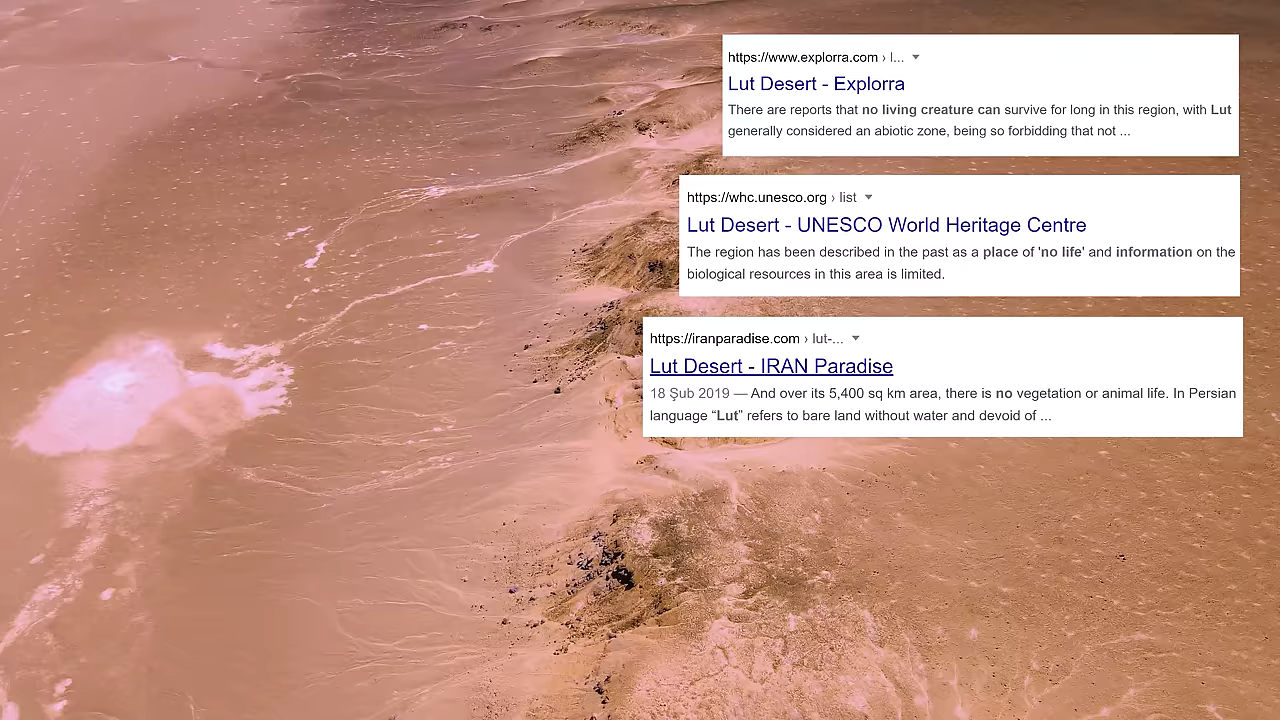 https://www.explorra.com › l...
Lut Desert - Explorra
There are reports that no living creature can survive for long in this region, with Lut
generally considered an abiotic zone, being so forbidding that not ...
https://whc.unesco.org › list
Lut Desert - UNESCO World Heritage Centre
The region has been described in the past as a place of 'no life' and information on the
biological resources in this area is limited.
https://iranparadise.com › lut-...
Lut Desert - IRAN Paradise
18 Şub 2019 — And over its 5,400 sq km area, there is no vegetation or animal life. In Persian
language “Lut” refers to bare land without water and devoid of ...